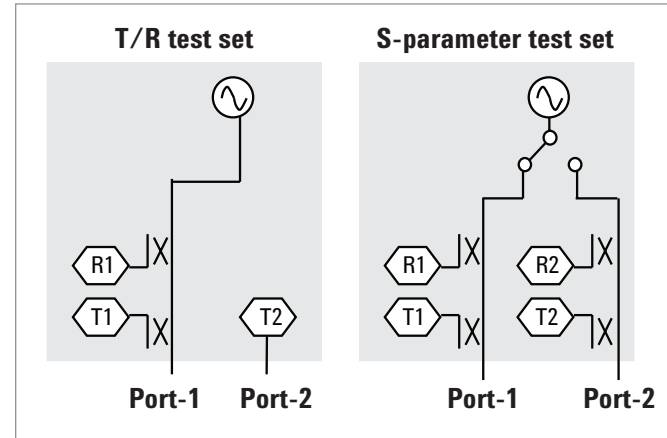 T/R test set
R1
T1
T2
Port-1 Port-2
S-parameter test set
R1 R2
T1 T2
Port-1 Port-2